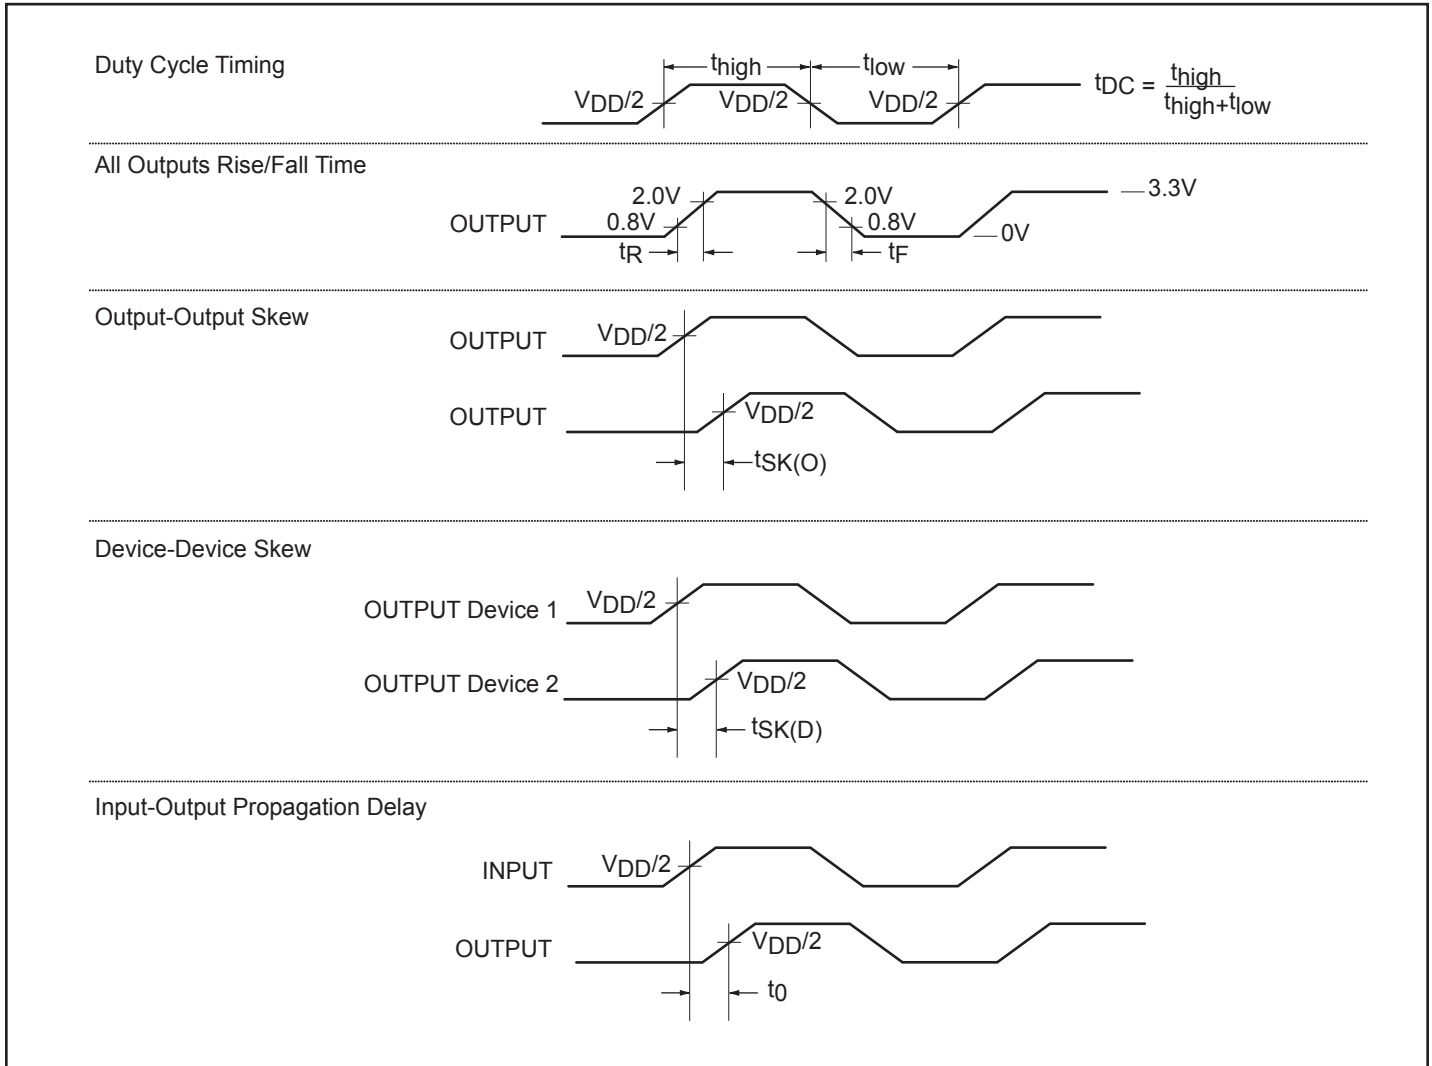 Duty Cycle Timing
thigh
tlow
VDD/2
VDD/2
VDD/2
tDC = thigh
thigh+tlow
All Outputs Rise/Fall Time
OUTPUT
2.0V
0.8V
2.0V
0.8V
3.3V
0V
tR
tF
Output-Output Skew
OUTPUT
VDD/2
OUTPUT
VDD/2
tSK(O)
Device-Device Skew
OUTPUT Device 1
VDD/2
OUTPUT Device 2
VDD/2
tSK(D)
Input-Output Propagation Delay
INPUT
VDD/2
OUTPUT
VDD/2
t0